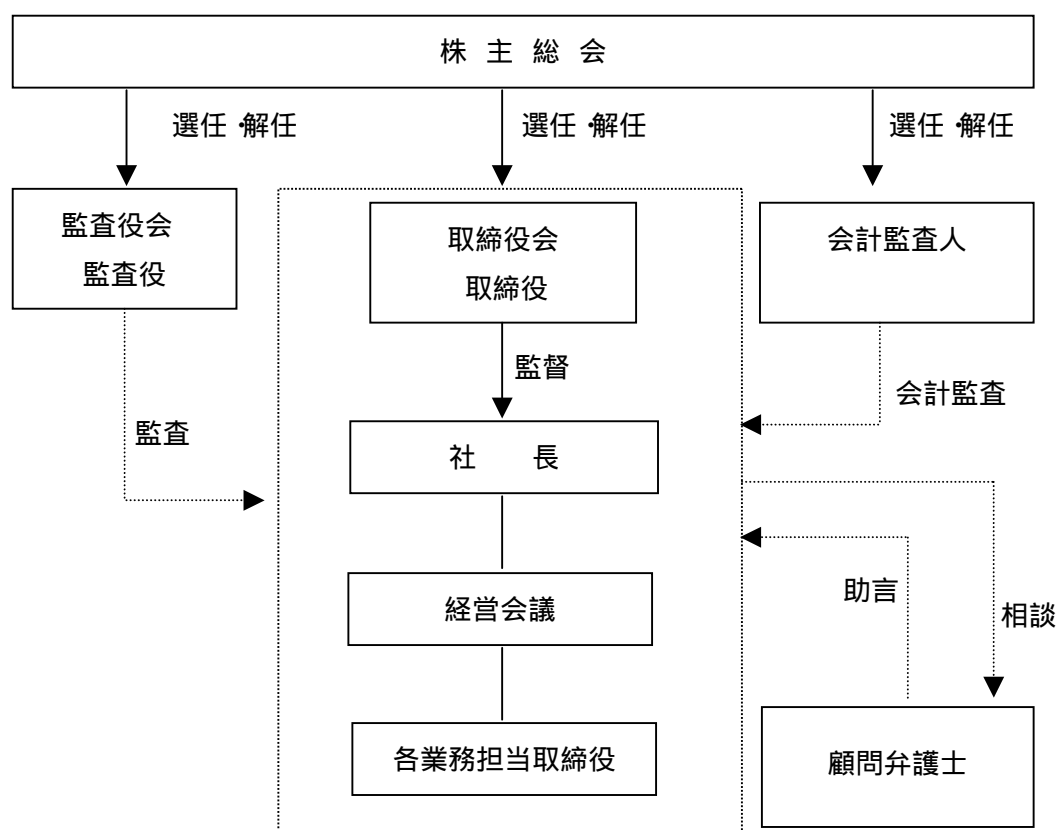 株 主 総 会
選任・解任
選任・解任
選任・解任
監査役会
監査役
取締役会
取締役
会計監査人
監督
会計監査
監査
社 長
助言
相談
経営会議
各業務担当取締役
顧問弁護士